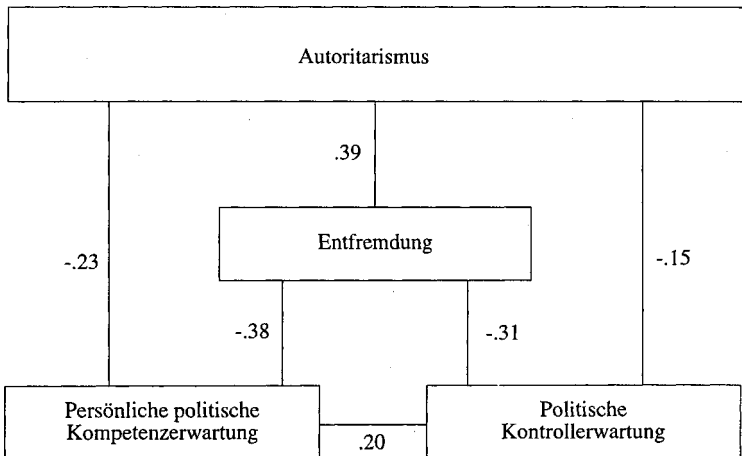 Autoritarismus
.39
Entfremdung
-.23
-.15
-.38
-.31
Persönliche politische
Kompetenzerwartung
Politische
Kontrollerwartung
.20